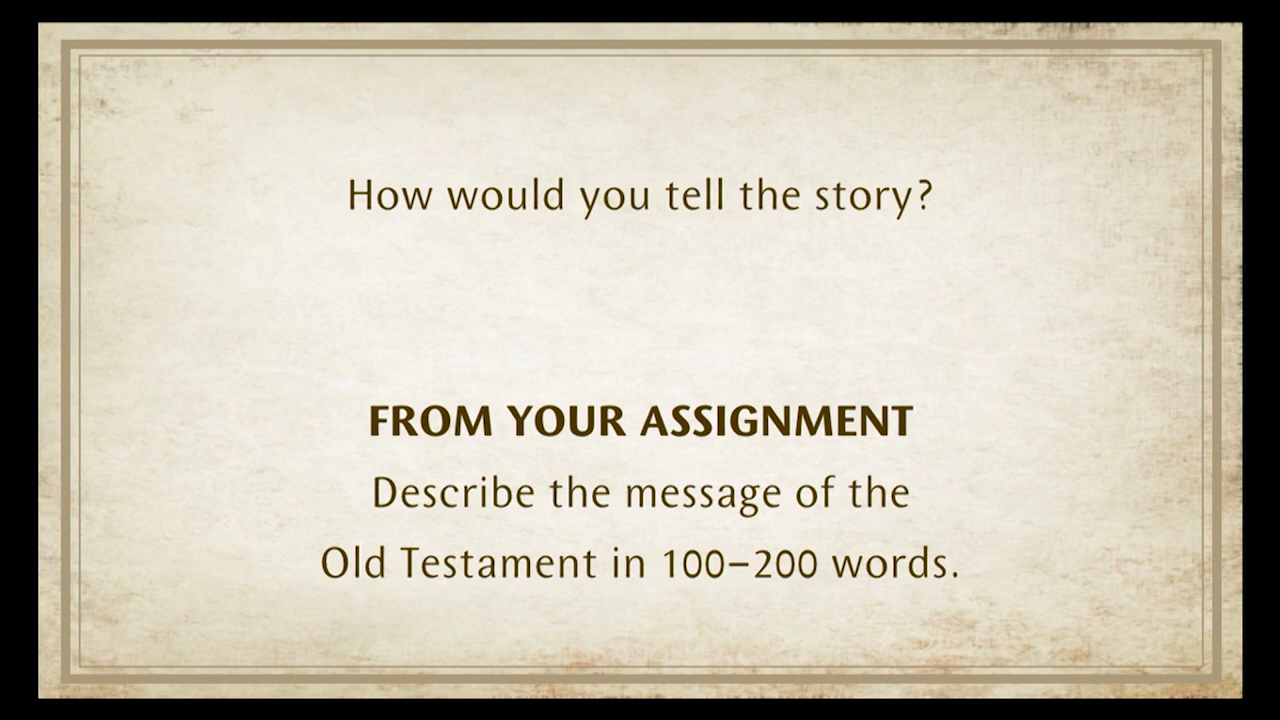 How would you tell the story?
FROM YOUR ASSIGNMENT
Describe the message of the
Old Testament in 100–200 words.